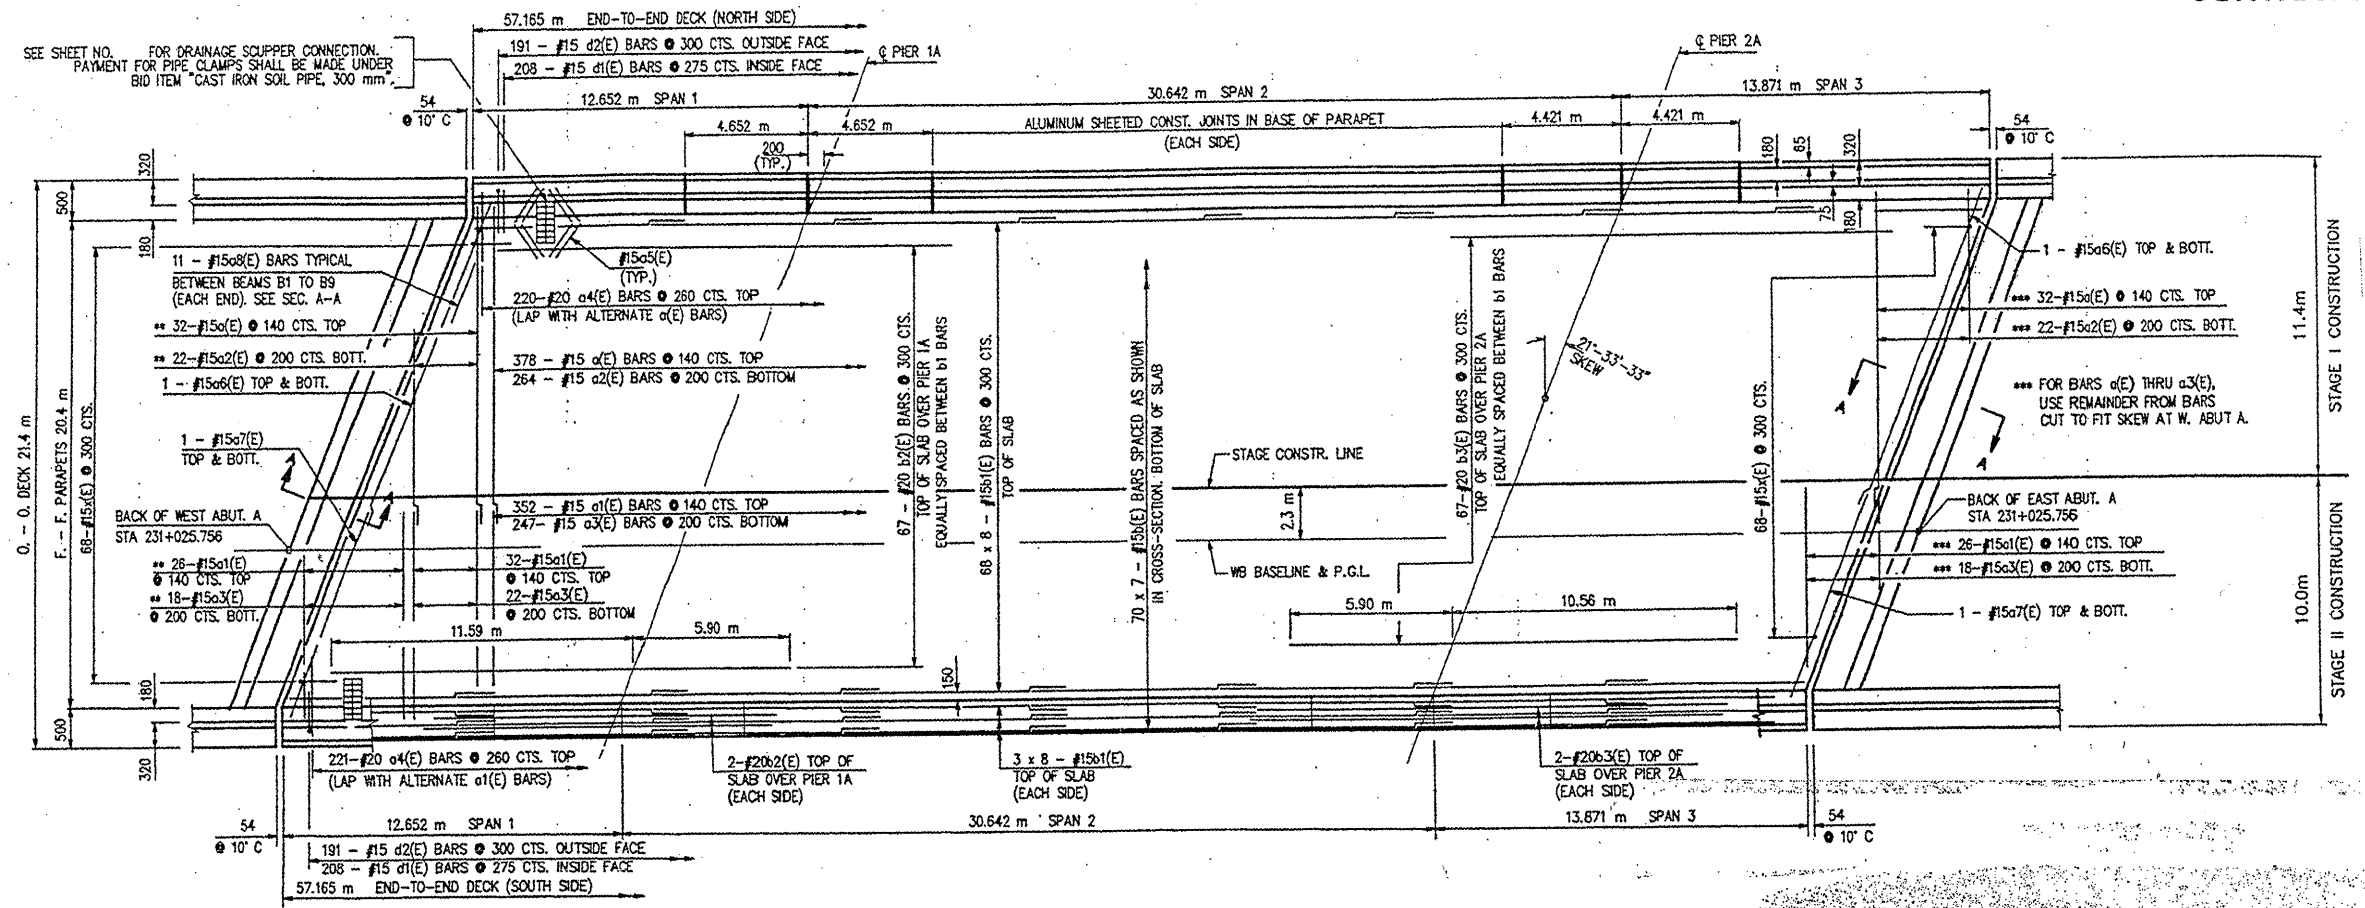 57.165 m END-TO-END DECK (NORTH SIDE)
SEE SHEET NO. FOR DRAINAGE SCUPPER CONNECTION.
PAYMENT FOR PIPE CLAMPS SHALL BE MADE UNDER
BID ITEM "CAST IRON SOIL PIPE, 300 mm".
191 - #15 d2(E) BARS @ 300 CTS. OUTSIDE FACE
208 - #15 d1(E) BARS @ 275 CTS. INSIDE FACE
℄ PIER 1A
℄ PIER 2A
54
@ 10° C
12.652 m SPAN 1
30.642 m SPAN 2
13.871 m SPAN 3
54
@ 10° C
4.652 m
4.652 m
ALUMINUM SHEETED CONST. JOINTS IN BASE OF PARAPET
(EACH SIDE)
4.421 m
4.421 m
200
(TYP.)
320
500
180
180
65
320
75
180
O. - O. DECK 21.4 m
F. - F. PARAPETS 20.4 m
68-#15x(E) @ 300 CTS.
11 - #15a8(E) BARS TYPICAL
BETWEEN BEAMS B1 TO B9
(EACH END). SEE SEC. A-A
** 32-#15a(E) @ 140 CTS. TOP
** 22-#15a2(E) @ 200 CTS. BOTT.
1 - #15a6(E) TOP & BOTT.
1 - #15a7(E)
TOP & BOTT.
A
A
BACK OF WEST ABUT. A
STA 231+025.756
** 26-#15a1(E)
@ 140 CTS. TOP
** 18-#15a3(E)
@ 200 CTS. BOTT.
#15a5(E)
(TYP.)
220-#20 a4(E) BARS @ 260 CTS. TOP
(LAP WITH ALTERNATE a(E) BARS)
378 - #15 a(E) BARS @ 140 CTS. TOP
264 - #15 a2(E) BARS @ 200 CTS. BOTTOM
352 - #15 a1(E) BARS @ 140 CTS. TOP
247- #15 a3(E) BARS @ 200 CTS. BOTTOM
32-#15a1(E)
@ 140 CTS. TOP
22-#15a3(E)
@ 200 CTS. BOTTOM
11.59 m
5.90 m
67 - #20 b2(E) BARS @ 300 CTS.
TOP OF SLAB OVER PIER 1A
EQUALLY SPACED BETWEEN b1 BARS
68 x 8 - #15b1(E) BARS @ 300 CTS.
TOP OF SLAB
70 x 7 - #15b(E) BARS SPACED AS SHOWN
IN CROSS-SECTION. BOTTOM OF SLAB
STAGE CONSTR. LINE
2.3 m
WB BASELINE & P.G.L.
67-#20 b3(E) BARS @ 300 CTS.
TOP OF SLAB OVER PIER 2A
EQUALLY SPACED BETWEEN b1 BARS
21°-33'-33"
SKEW
5.90 m
10.56 m
68-#15x(E) @ 300 CTS.
1 - #15a6(E) TOP & BOTT.
*** 32-#15a(E) @ 140 CTS. TOP
*** 22-#15a2(E) @ 200 CTS. BOTT.
*** FOR BARS a(E) THRU a3(E),
USE REMAINDER FROM BARS
CUT TO FIT SKEW AT W. ABUT A.
A
A
BACK OF EAST ABUT. A
STA 231+025.756
*** 26-#15a1(E) @ 140 CTS. TOP
*** 18-#15a3(E) @ 200 CTS. BOTT.
1 - #15a7(E) TOP & BOTT.
11.4m
STAGE I CONSTRUCTION
10.0m
STAGE II CONSTRUCTION
180
500
320
150
221-#20 a4(E) BARS @ 260 CTS. TOP
(LAP WITH ALTERNATE a1(E) BARS)
2-#20b2(E) TOP OF
SLAB OVER PIER 1A
(EACH SIDE)
3 x 8 - #15b1(E)
TOP OF SLAB
(EACH SIDE)
2-#20b3(E) TOP OF
SLAB OVER PIER 2A
(EACH SIDE)
54
@ 10° C
12.652 m SPAN 1
30.642 m SPAN 2
13.871 m SPAN 3
54
@ 10° C
191 - #15 d2(E) BARS @ 300 CTS. OUTSIDE FACE
208 - #15 d1(E) BARS @ 275 CTS. INSIDE FACE
57.165 m END-TO-END DECK (SOUTH SIDE)